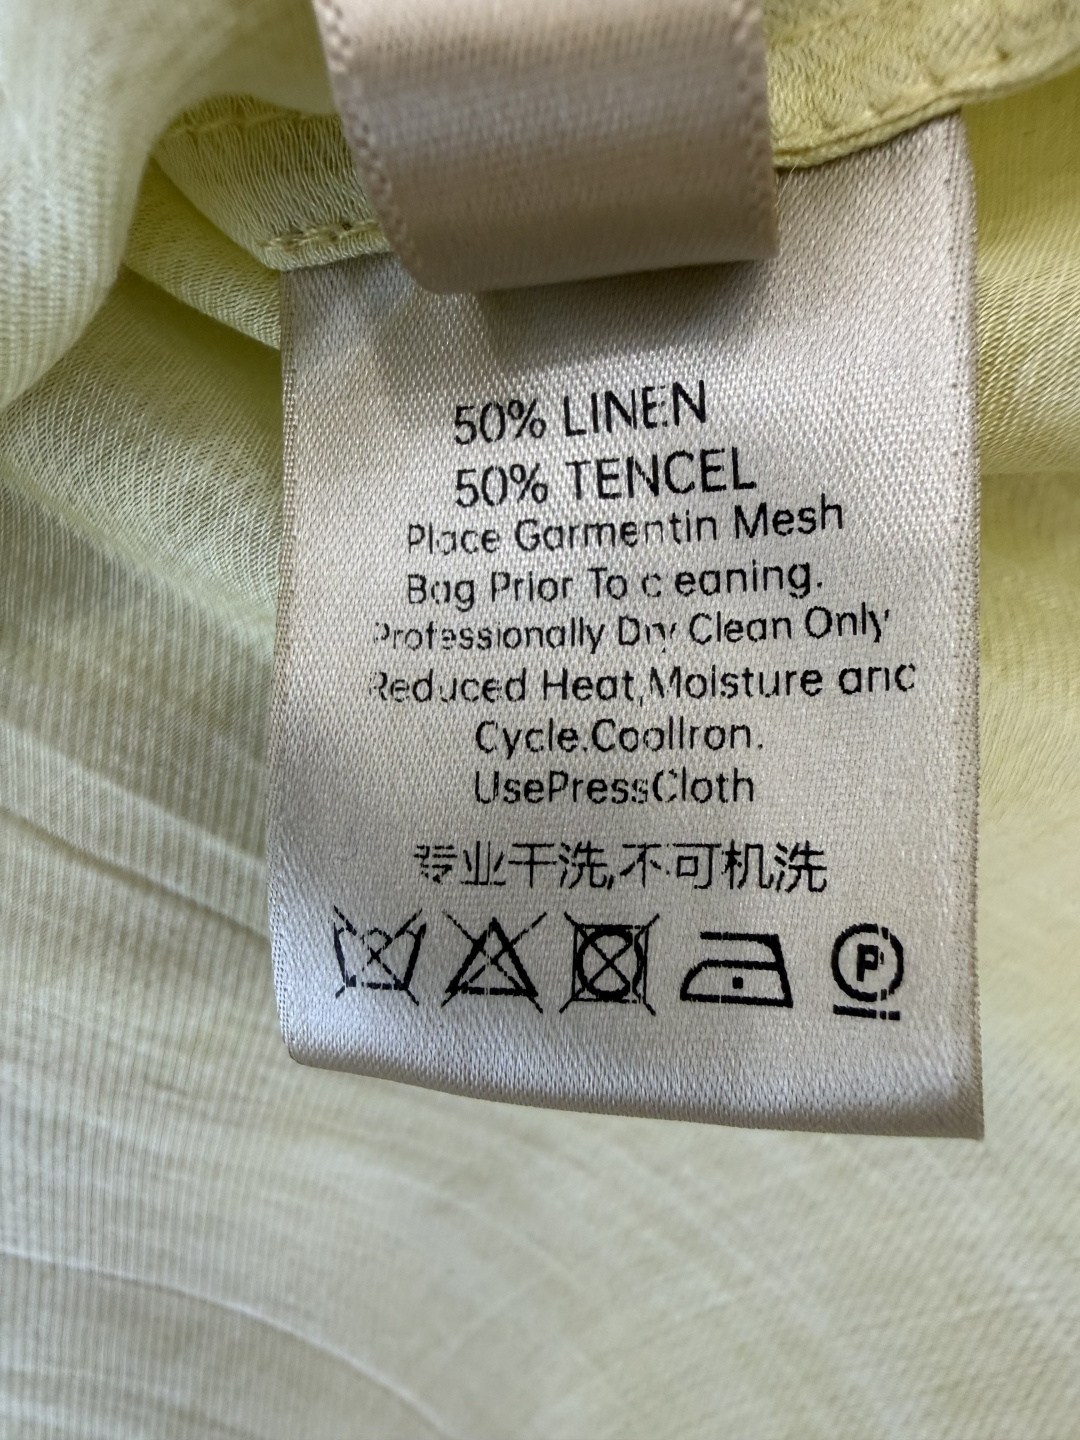 50% LINEN
50% TENCEL
Place Garmentin Mesh
Bag Prior To cleaning.
Professionally Dry Clean Only
Reduced Heat,Moisture and
Cycle.CoolIron.
UsePressCloth
专业干洗,不可机洗
P